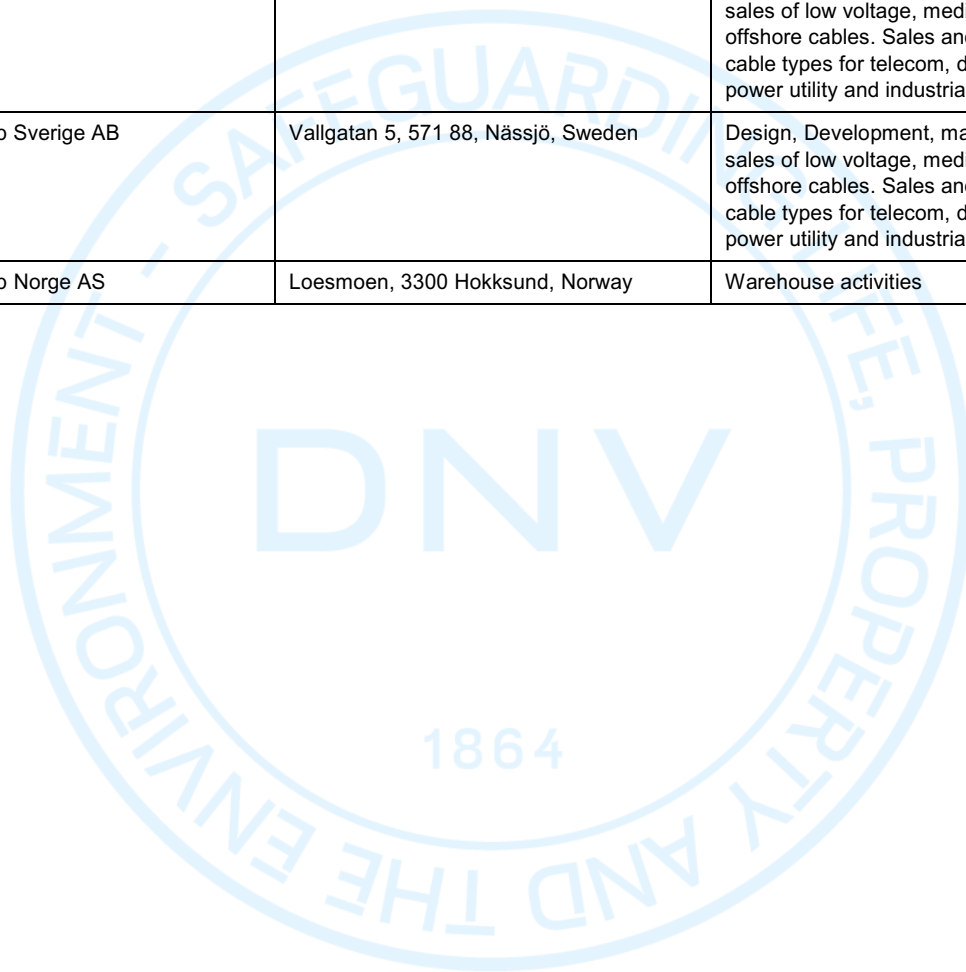 sales of low voltage, medi
offshore cables. Sales an
cable types for telecom, d
power utility and industria
Sverige AB
Vallgatan 5, 571 88, Nässjö, Sweden
Design, Development, ma
sales of low voltage, med
offshore cables. Sales an
cable types for telecom, d
power utility and industria
Norge AS
Loesmoen, 3300 Hokksund, Norway
Warehouse activities
SAFEGUARDING LIFE, PROPERTY AND THE ENVIRONMENT -
DNV
1864